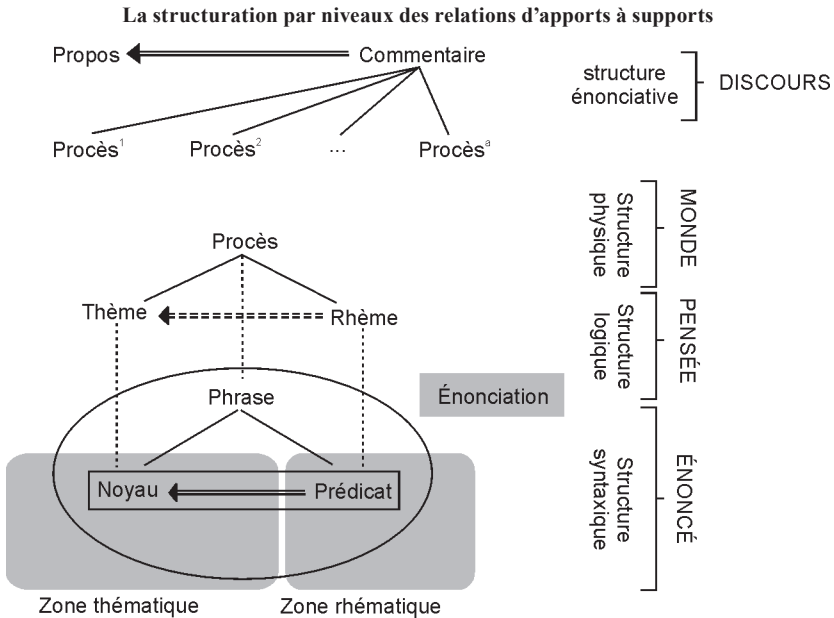 La structuration par niveaux des relations d'apports à supports
Propos
Commentaire
structure
énonciative
DISCOURS
Procès¹
Procès²
...
Procèsª
Procès
Structure
physique
MONDE
Thème
Rhème
Structure
logique
PENSÉE
Phrase
Énonciation
Noyau
Prédicat
Structure
syntaxique
ÉNONCÉ
Zone thématique
Zone rhématique